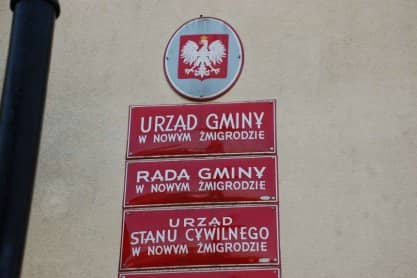 URZĄD GMINY
W NOWYM ŻMIGRODZIE
RADA GMINY
W NOWYM ŻMIGRODZIE
URZĄD
STANU CYWILNEGO
W NOWYM ŻMIGRODZIE